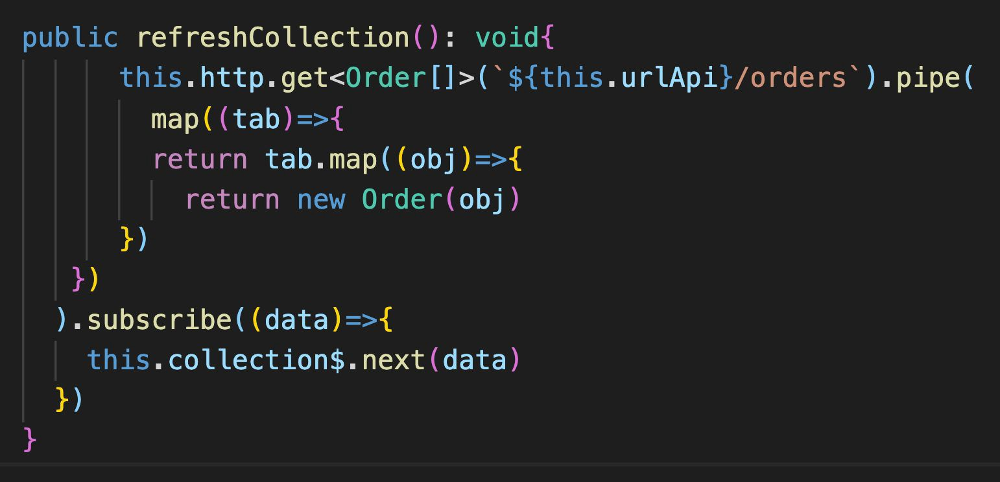 public refreshCollection(): void{
this.http.get<Order[]>(`${this.urlApi}/orders`).pipe(
map((tab)=>{
return tab.map((obj)=>{
return new Order(obj)
})
})
).subscribe((data)=>{
this.collection$.next(data)
})
}